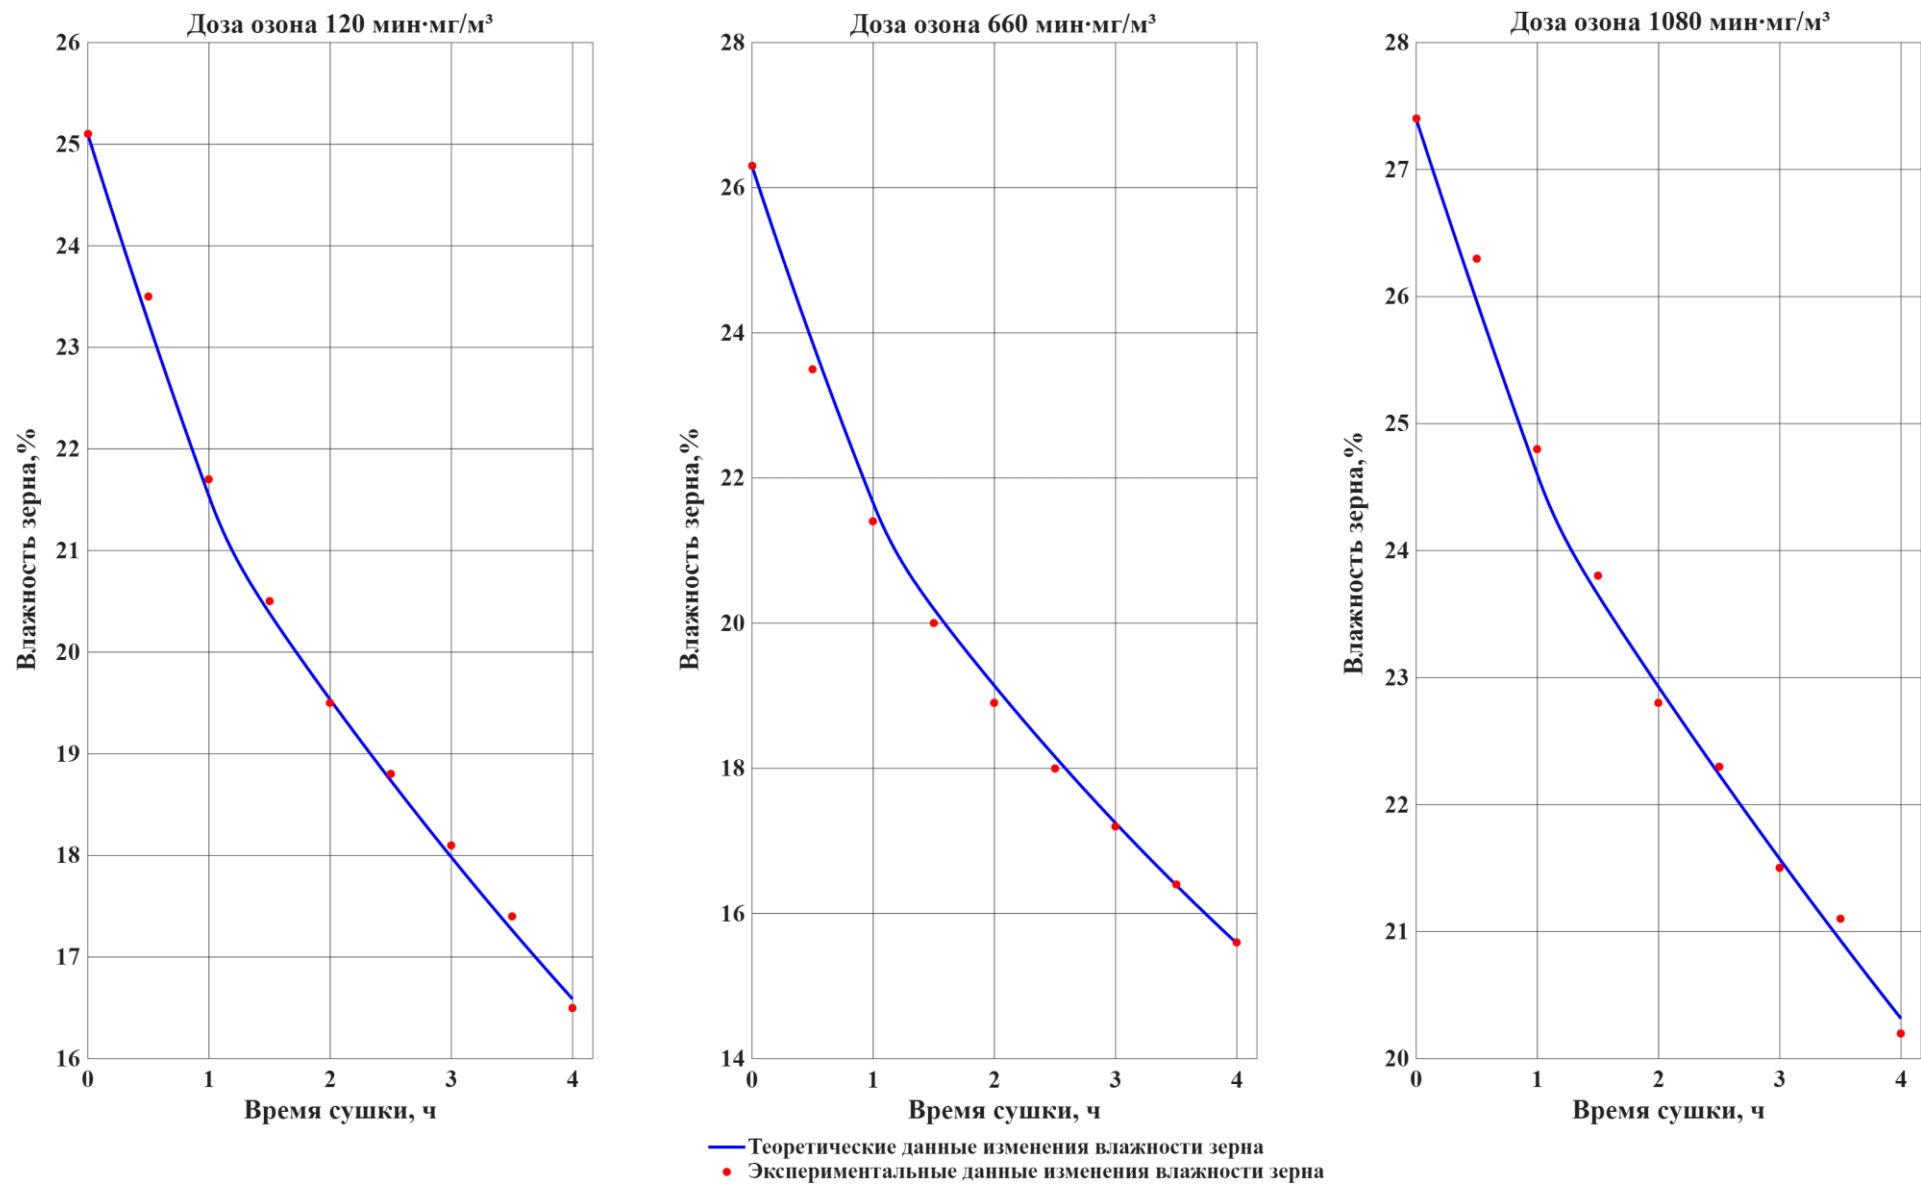 Доза озона 120 мин·мг/м³
Доза озона 660 мин·мг/м³
Доза озона 1080 мин·мг/м³
26
25
24
23
22
21
20
19
18
17
16
0 1 2 3 4
Влажность зерна,%
Время сушки, ч
28
26
24
22
20
18
16
14
0 1 2 3 4
Влажность зерна,%
Время сушки, ч
28
27
26
25
24
23
22
21
20
0 1 2 3 4
Влажность зерна,%
Время сушки, ч
Теоретические данные изменения влажности зерна
Экспериментальные данные изменения влажности зерна